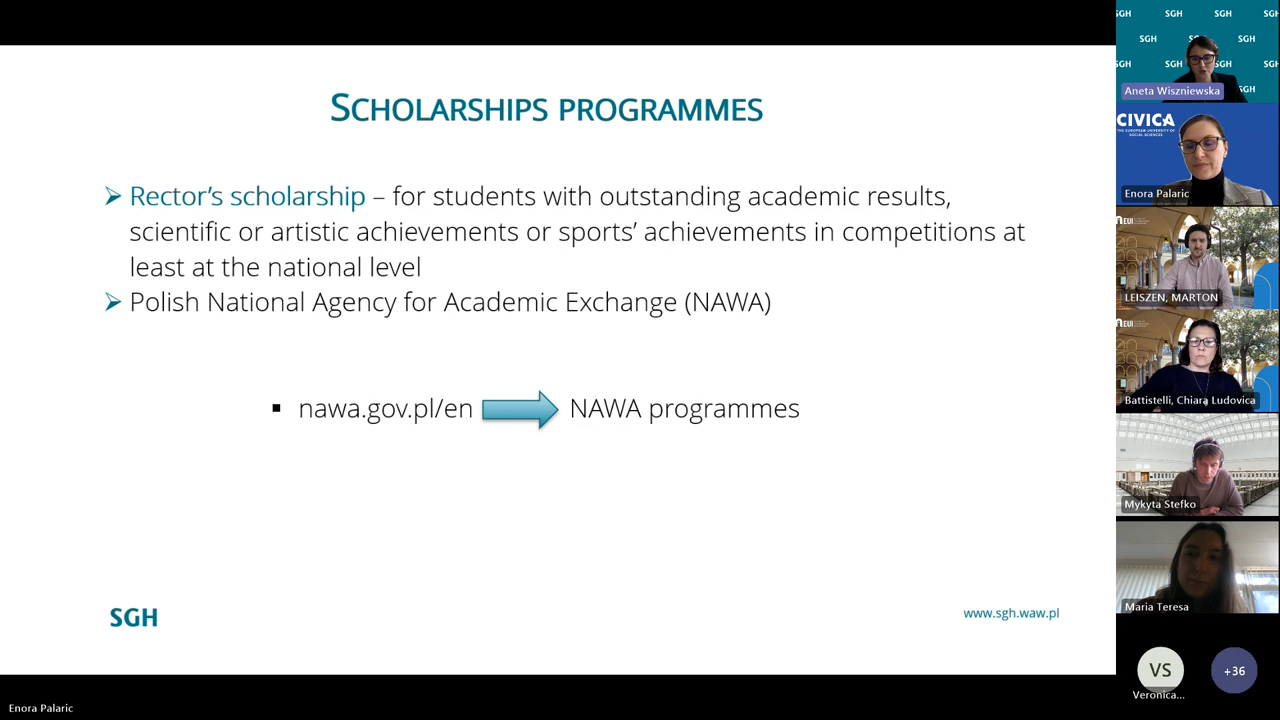 SCHOLARSHIPS PROGRAMMES
Rector's scholarship – for students with outstanding academic results,
scientific or artistic achievements or sports' achievements in competitions at
least at the national level
Polish National Agency for Academic Exchange (NAWA)
nawa.gov.pl/en
NAWA programmes
SGH
www.sgh.waw.pl
Enora Palaric
SGH SGH SGH SGH
SGH SGH SGH
SGH SGH SGH SGH
SGH
Aneta Wiszniewska
CIVICA
THE EUROPEAN UNIVERSITY
OF SOCIAL SCIENCES
Enora Palaric
EUI
LEISZEN, MARTON
EUI
Battistelli, Chiara Ludovica
Mykyta Stefko
Maria Teresa
VS
Veronica...
+36